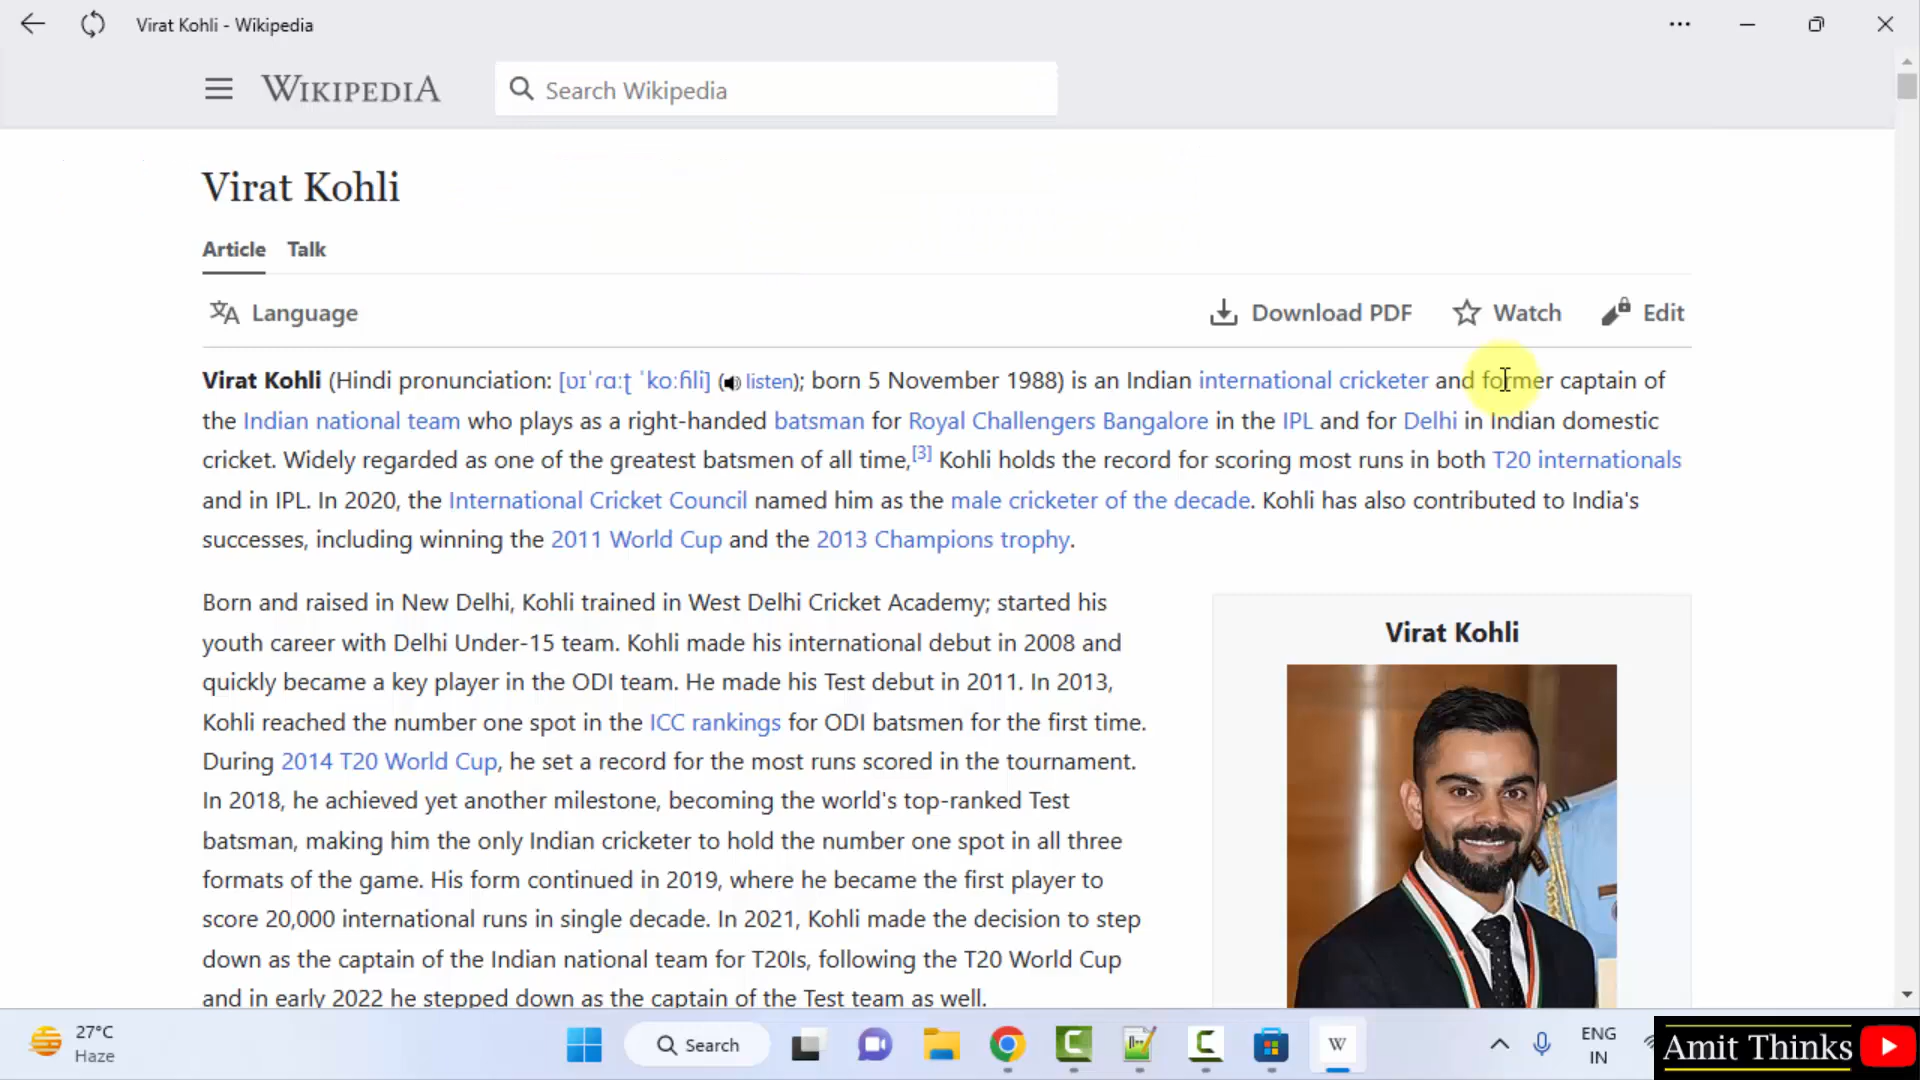 Virat Kohli - Wikipedia
WIKIPEDIA
Search Wikipedia
Virat Kohli
Article Talk
Language
Download PDF Watch Edit
Virat Kohli (Hindi pronunciation: [ʋɪˈɾɑːʈ ˈkoːɦli] (listen); born 5 November 1988) is an Indian international cricketer and former captain of
the Indian national team who plays as a right-handed batsman for Royal Challengers Bangalore in the IPL and for Delhi in Indian domestic
cricket. Widely regarded as one of the greatest batsmen of all time,[3] Kohli holds the record for scoring most runs in both T20 internationals
and in IPL. In 2020, the International Cricket Council named him as the male cricketer of the decade. Kohli has also contributed to India's
successes, including winning the 2011 World Cup and the 2013 Champions trophy.
Born and raised in New Delhi, Kohli trained in West Delhi Cricket Academy; started his
youth career with Delhi Under-15 team. Kohli made his international debut in 2008 and
quickly became a key player in the ODI team. He made his Test debut in 2011. In 2013,
Kohli reached the number one spot in the ICC rankings for ODI batsmen for the first time.
During 2014 T20 World Cup, he set a record for the most runs scored in the tournament.
In 2018, he achieved yet another milestone, becoming the world's top-ranked Test
batsman, making him the only Indian cricketer to hold the number one spot in all three
formats of the game. His form continued in 2019, where he became the first player to
score 20,000 international runs in single decade. In 2021, Kohli made the decision to step
down as the captain of the Indian national team for T20Is, following the T20 World Cup
and in early 2022 he stepped down as the captain of the Test team as well.
Virat Kohli
27°C
Haze
Search
W
ENG
IN
Amit Thinks